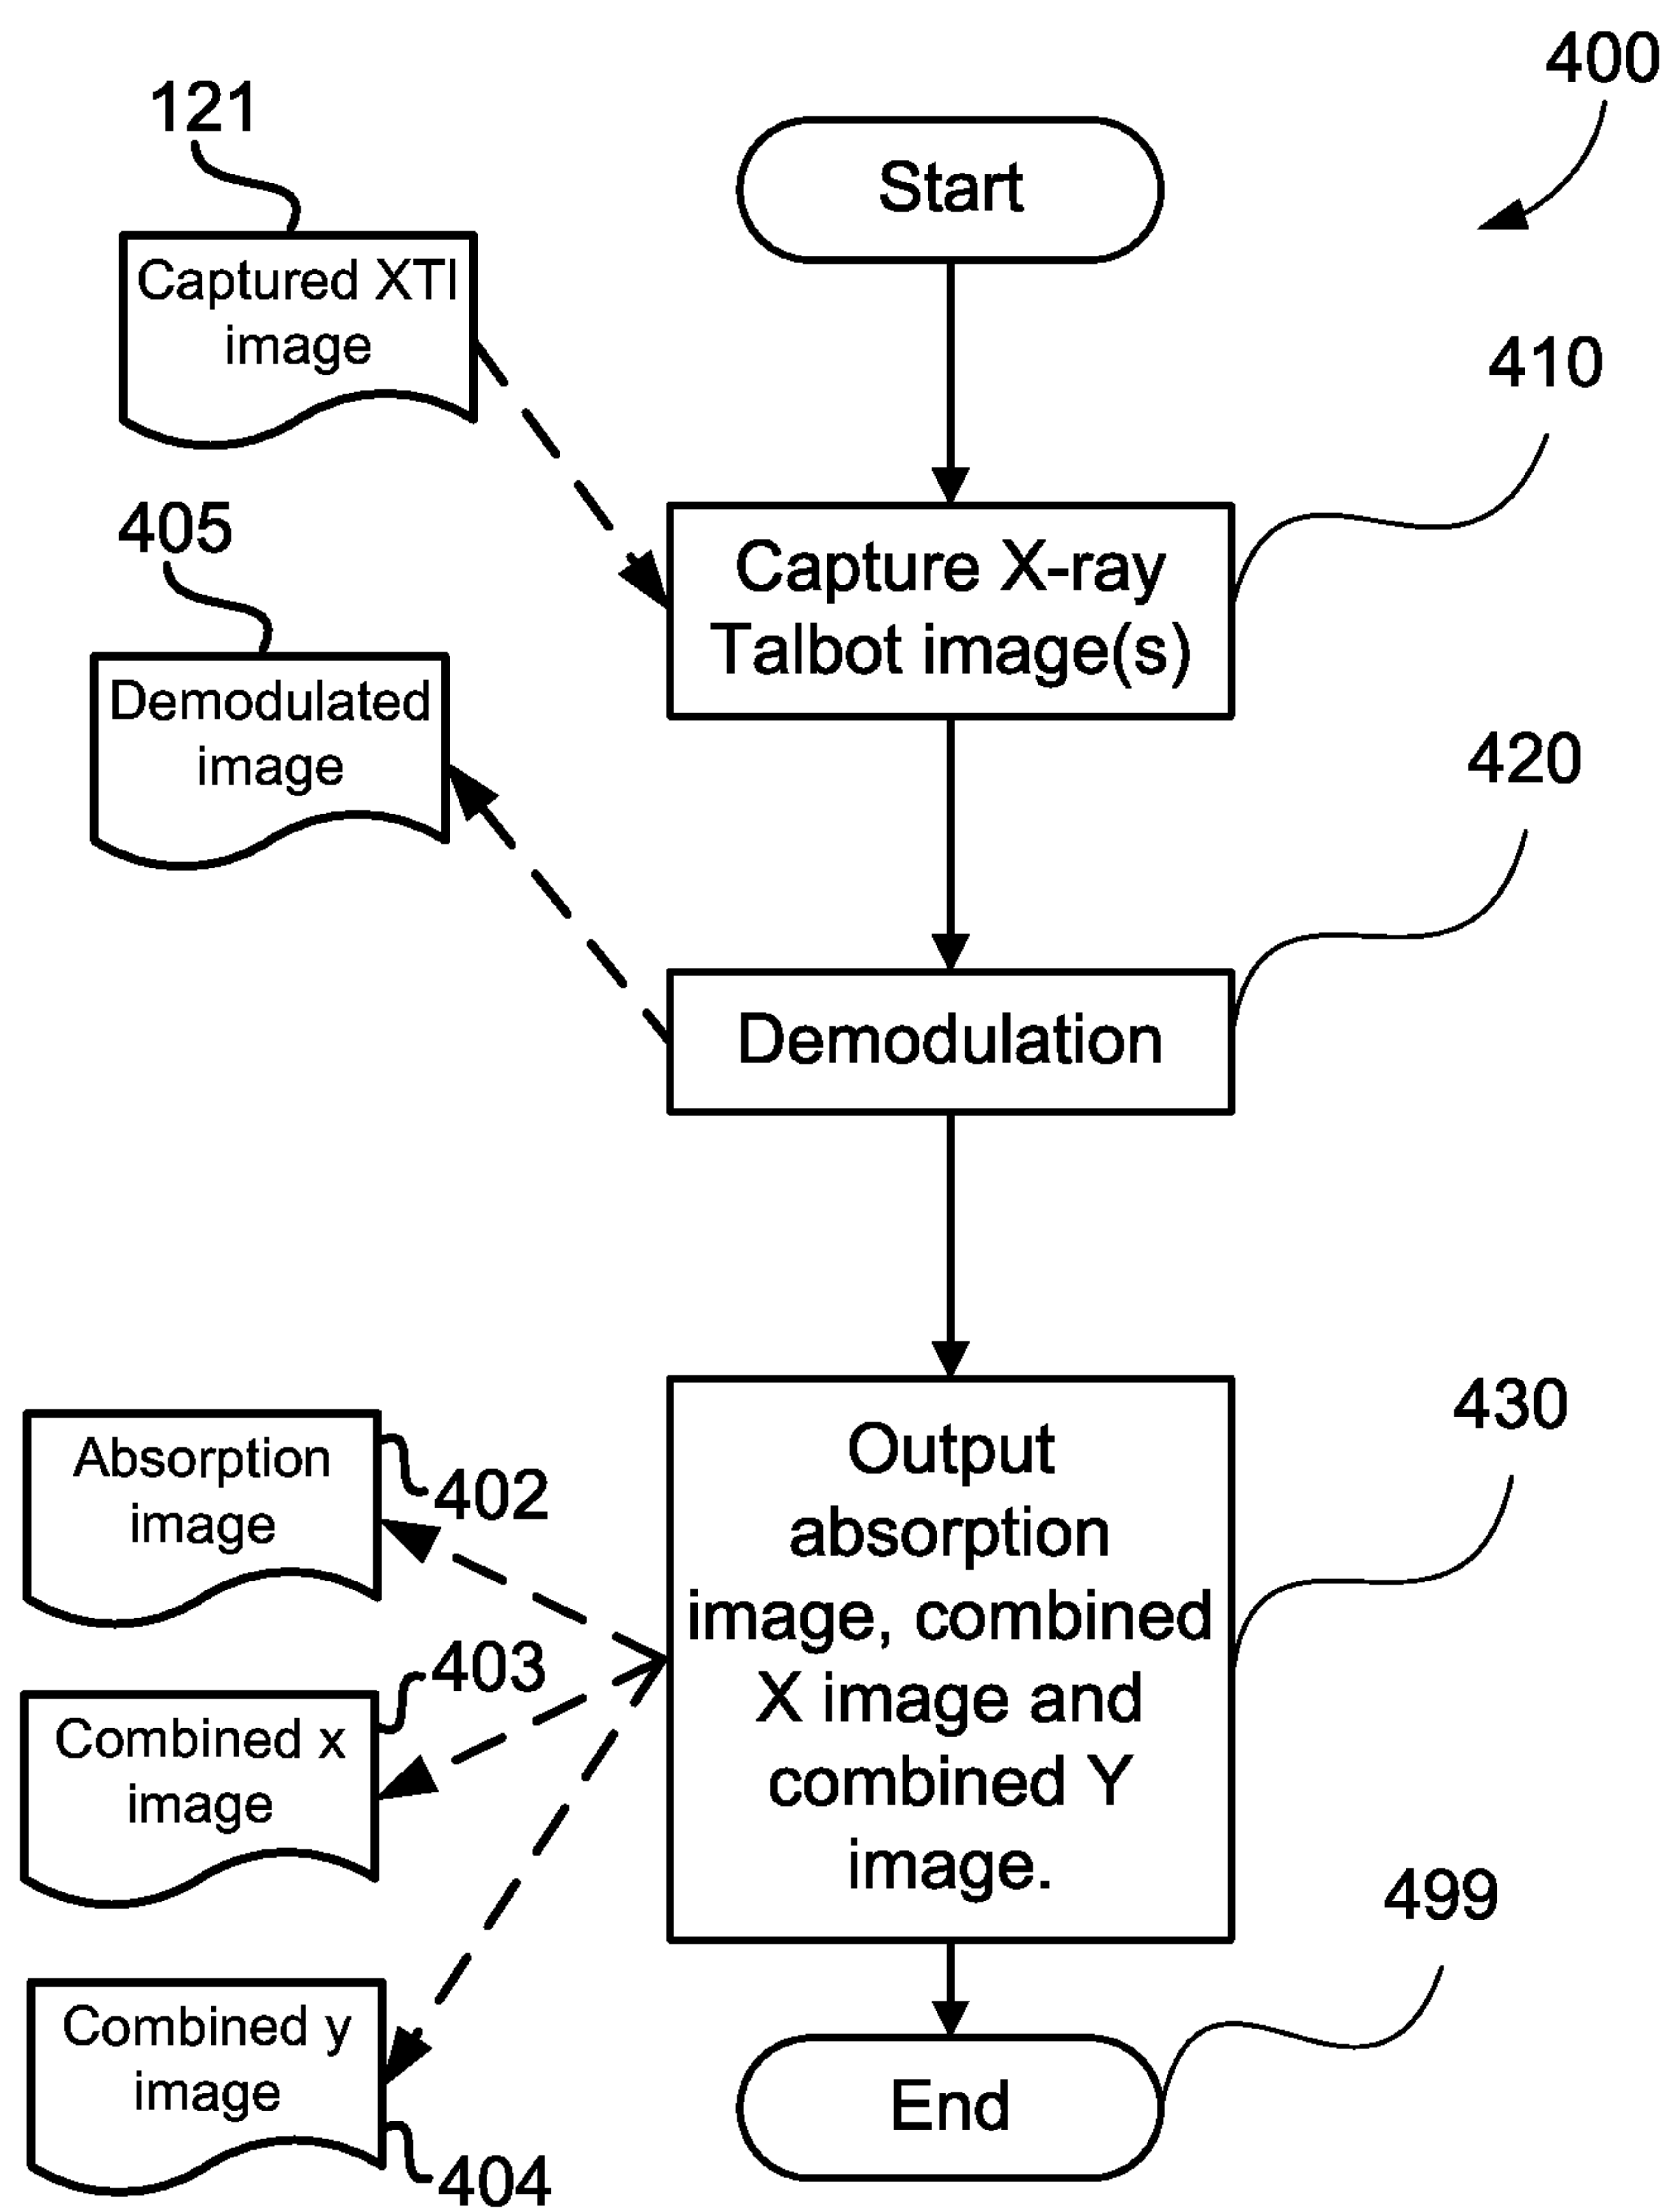 400
121
Start
Captured XTI
image
410
405
Capture X-ray
Talbot image(s)
Demodulated
image
420
Demodulation
430
Absorption
image
402
Output
absorption
image, combined
X image and
combined Y
image.
403
Combined x
image
499
Combined y
image
404
End